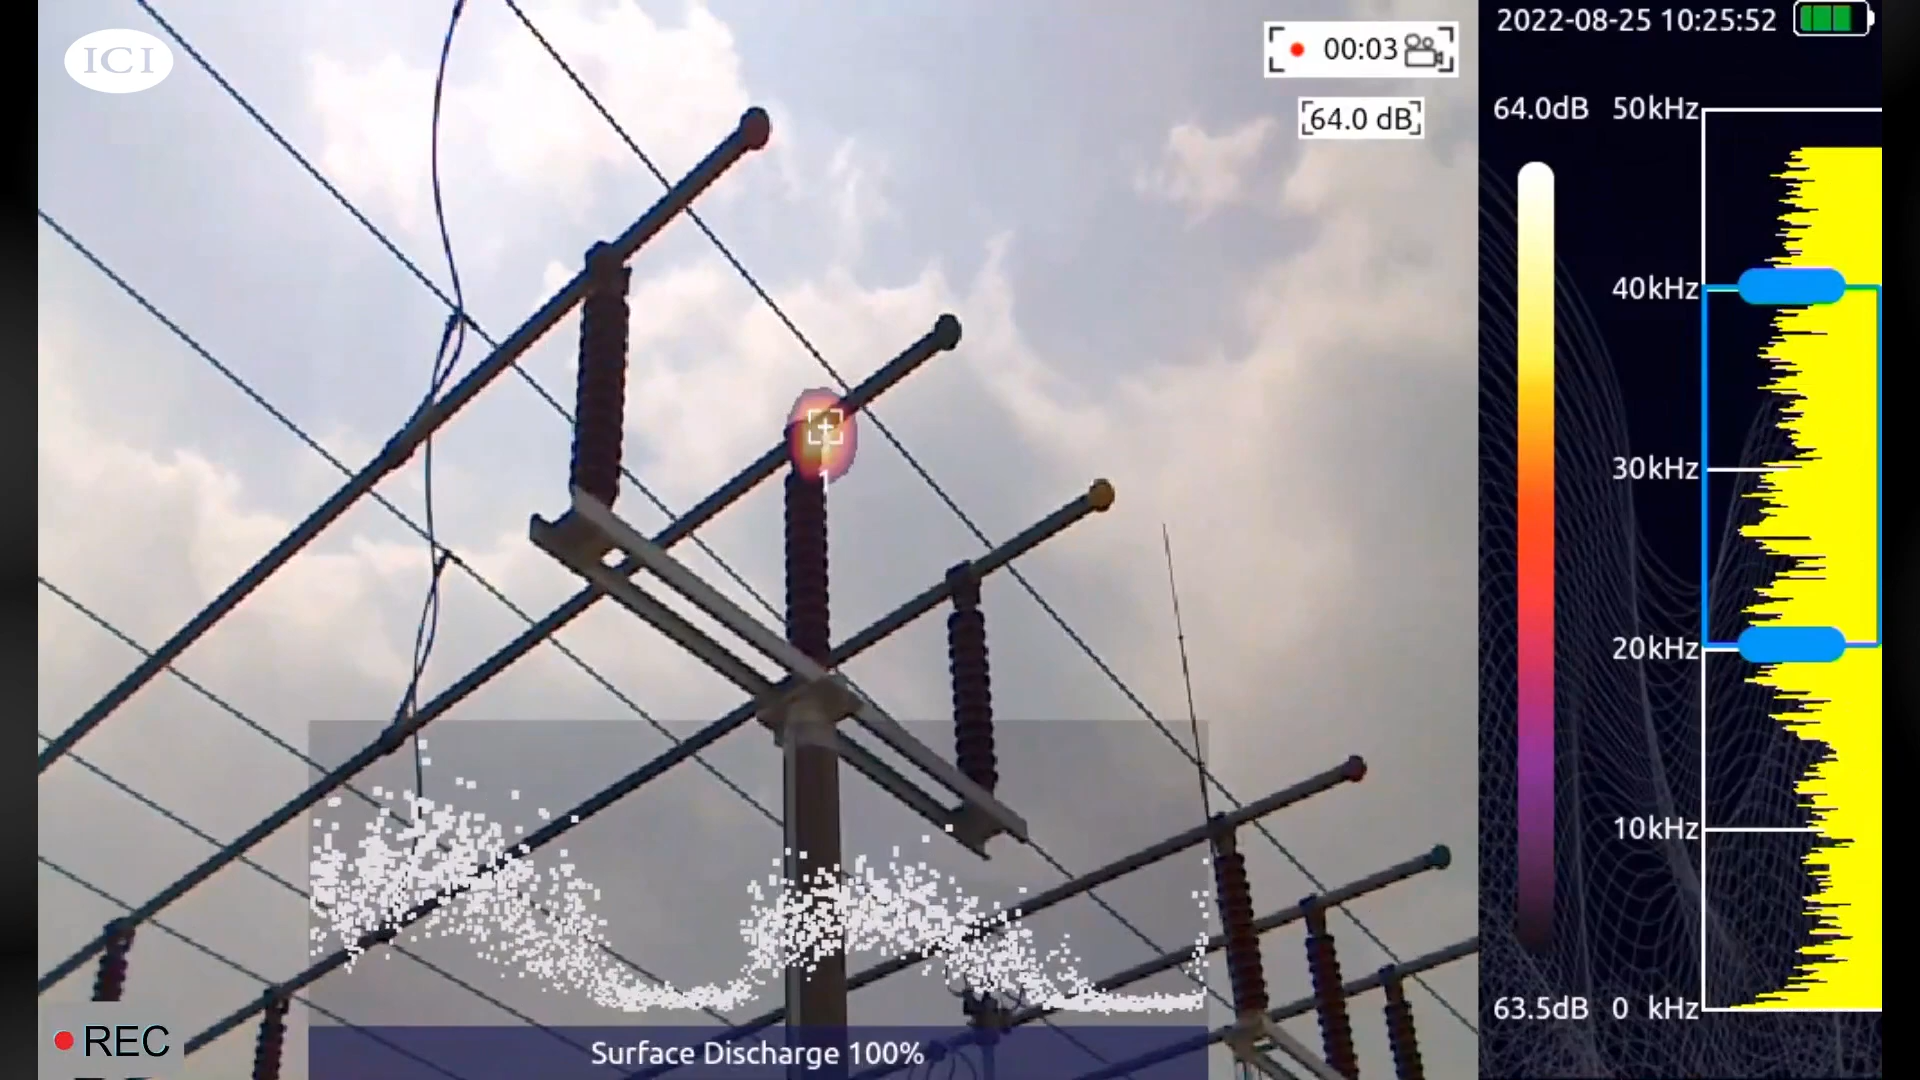 ICI
00:03
64.0 dB
2022-08-25 10:25:52
64.0dB 50kHz
40kHz
30kHz
20kHz
10kHz
63.5dB 0 kHz
1
REC
Surface Discharge 100%